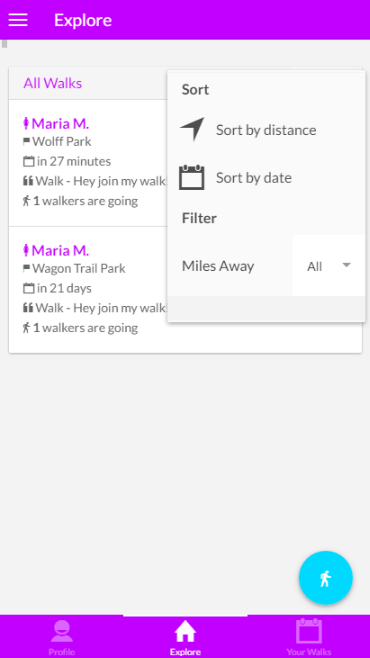 Explore
All Walks
Sort
Sort by distance
Sort by date
Filter
Miles Away
All
Maria M.
Wolff Park
in 27 minutes
Walk - Hey join my walk
1 walkers are going
Maria M.
Wagon Trail Park
in 21 days
Walk - Hey join my walk
1 walkers are going
Profile
Explore
Your Walks